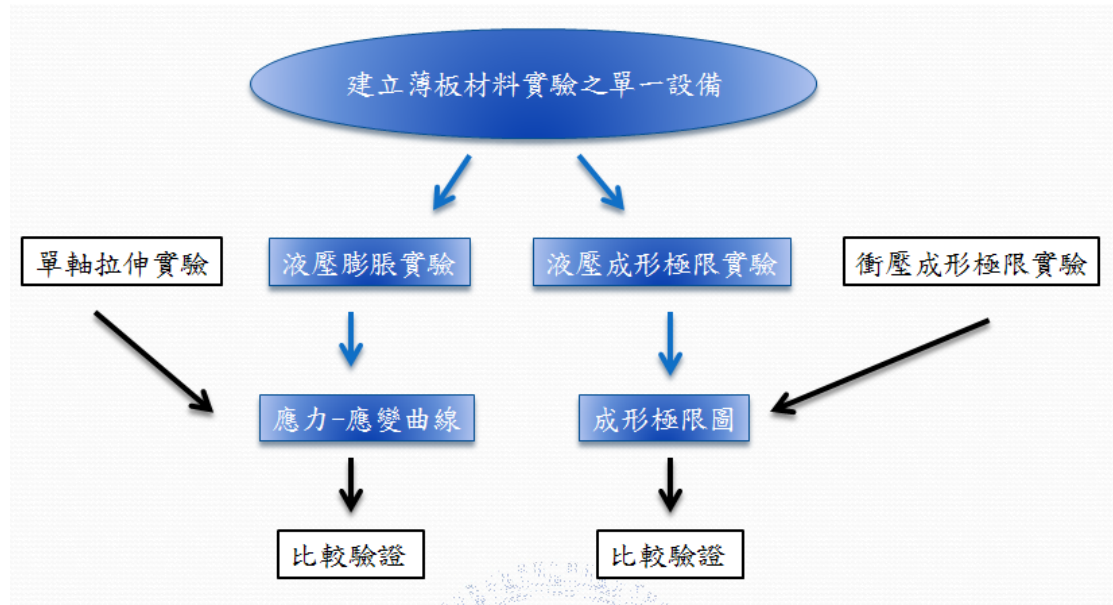 建立薄板材料實驗之單一設備
單軸拉伸實驗
液壓膨脹實驗
液壓成形極限實驗
衝壓成形極限實驗
應力-應變曲線
成形極限圖
比較驗證
比較驗證